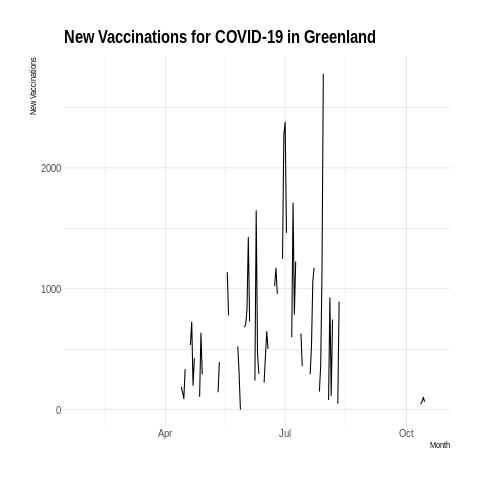 New Vaccinations for COVID-19 in Greenland
New Vaccinations
2000
1000
0
Apr
Jul
Oct
Month